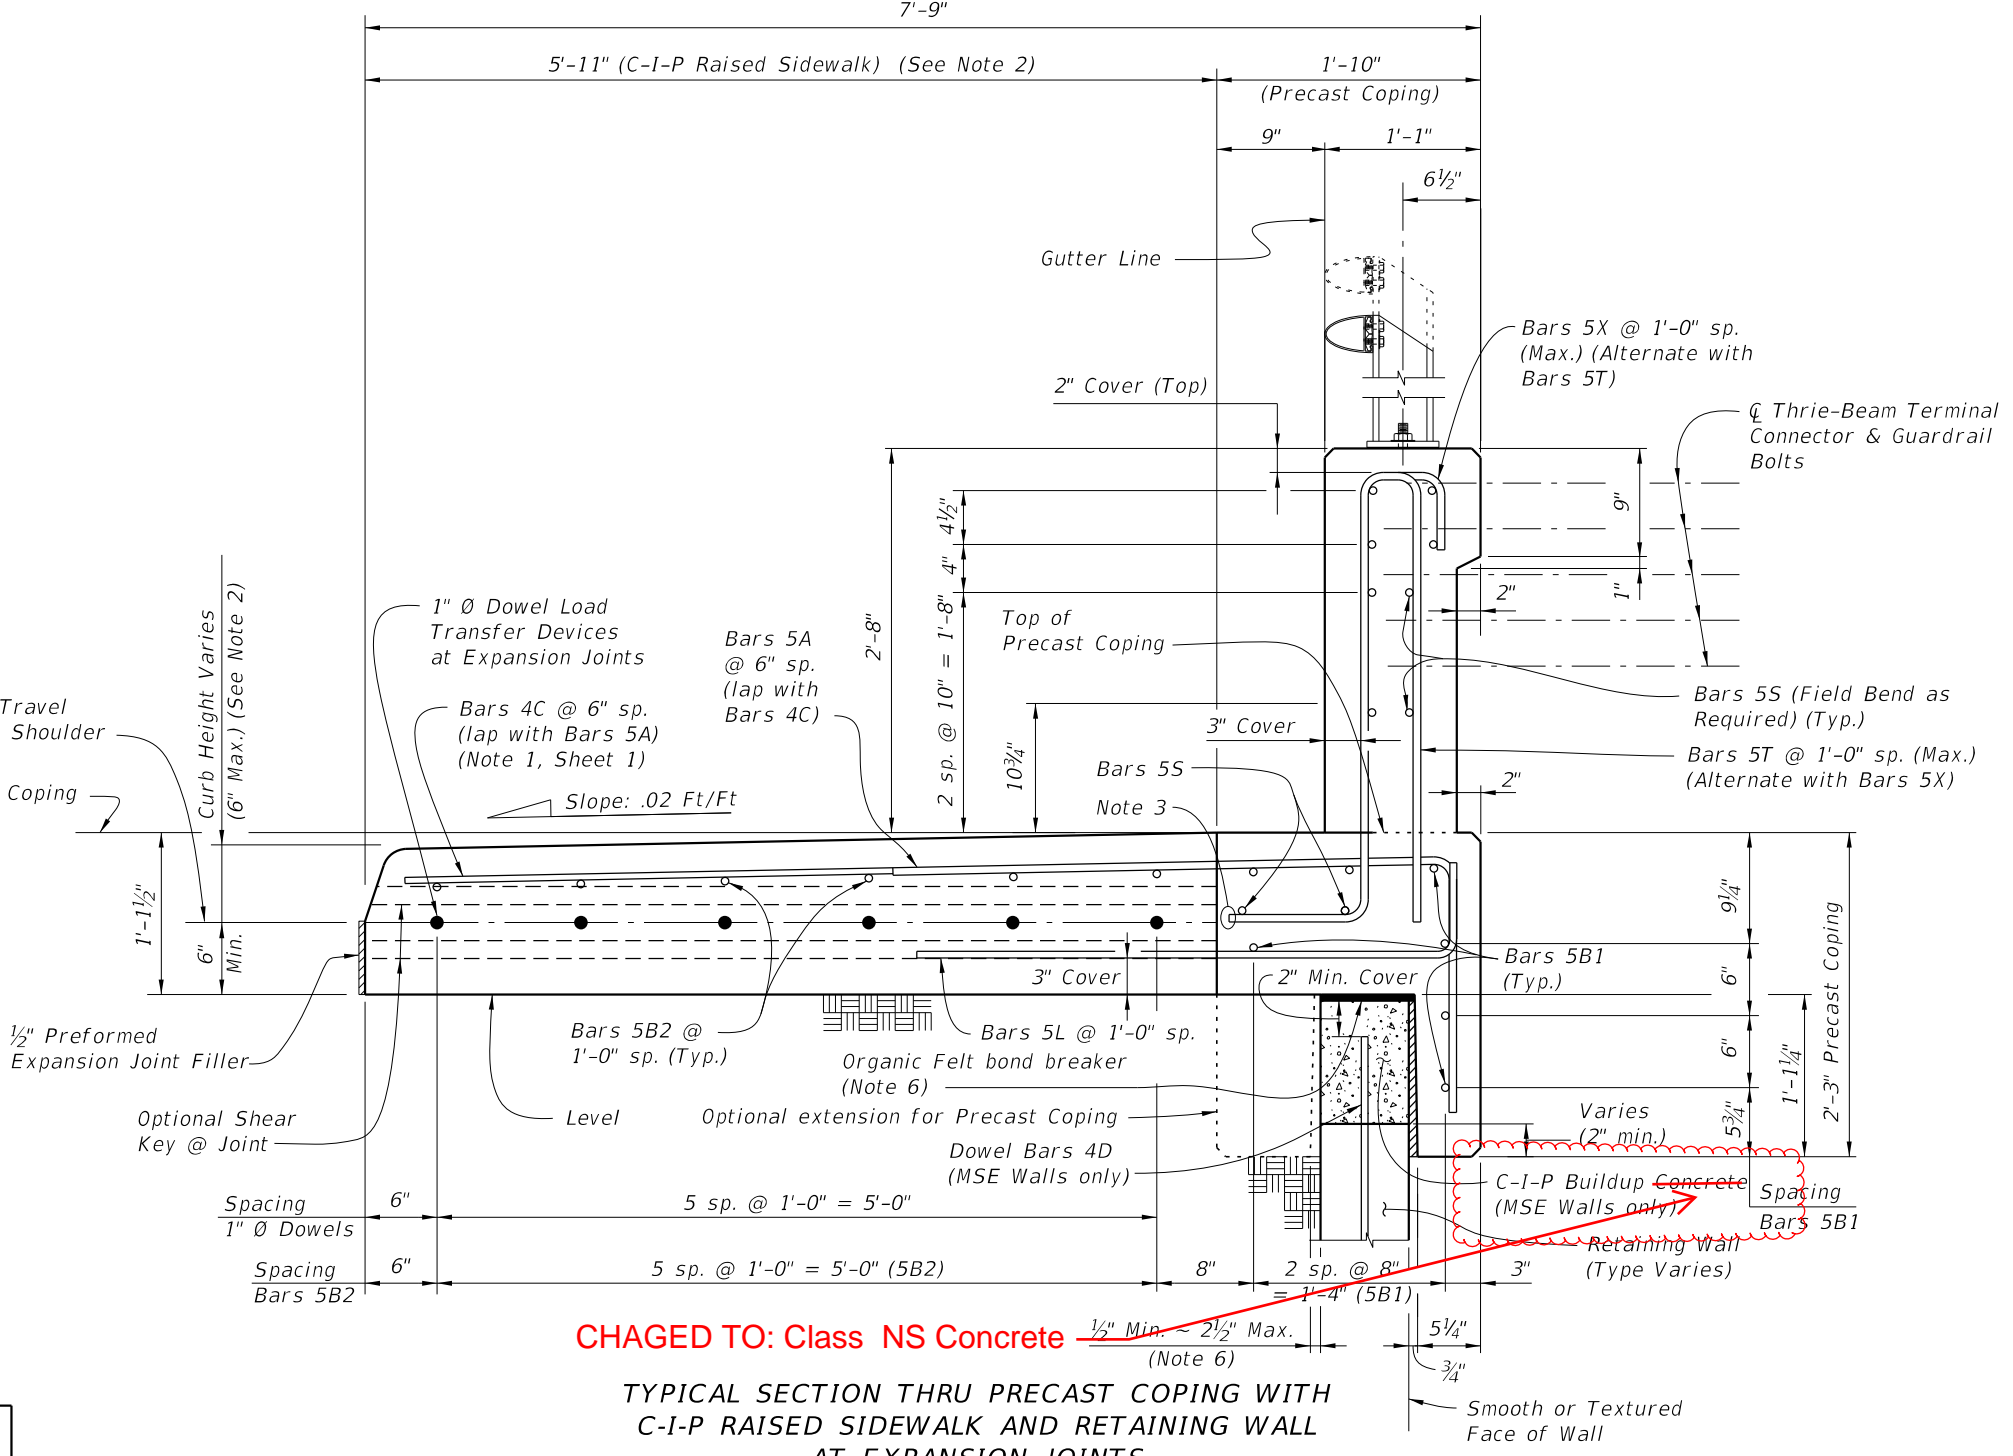 7'-9"
5'-11" (C-I-P Raised Sidewalk) (See Note 2)
1'-10"
(Precast Coping)
9"
1'-1"
6½"
Gutter Line
Bars 5X @ 1'-0" sp.
(Max.) (Alternate with
Bars 5T)
2" Cover (Top)
℄ Thrie-Beam Terminal
Connector & Guardrail
Bolts
9"
1"
2"
4½"
4"
2 sp. @ 10" = 1'-8"
2'-8"
10¾"
Top of
Precast Coping
1" Ø Dowel Load
Transfer Devices
at Expansion Joints
Bars 5A
@ 6" sp.
(lap with
Bars 4C)
Curb Height Varies
(6" Max.) (See Note 2)
Travel
Shoulder
Coping
Bars 4C @ 6" sp.
(lap with Bars 5A)
(Note 1, Sheet 1)
Slope: .02 Ft/Ft
3" Cover
Bars 5S
Note 3
Bars 5S (Field Bend as
Required) (Typ.)
Bars 5T @ 1'-0" sp. (Max.)
(Alternate with Bars 5X)
2"
1'-1½"
6"
Min.
9¼"
6"
6"
5¾"
1'-1¼"
2'-3" Precast Coping
Bars 5B1
(Typ.)
3" Cover
2" Min. Cover
½" Preformed
Expansion Joint Filler
Bars 5B2 @
1'-0" sp. (Typ.)
Bars 5L @ 1'-0" sp.
Organic Felt bond breaker
(Note 6)
Optional Shear
Key @ Joint
Level
Optional extension for Precast Coping
Dowel Bars 4D
(MSE Walls only)
Varies
(2" min.)
C-I-P Buildup Concrete
(MSE Walls only)
Spacing
Bars 5B1
Retaining Wall
(Type Varies)
Spacing
1" Ø Dowels
6"
5 sp. @ 1'-0" = 5'-0"
Spacing
Bars 5B2
6"
5 sp. @ 1'-0" = 5'-0" (5B2)
8"
2 sp. @ 8"
= 1'-4" (5B1)
3"
CHAGED TO: Class NS Concrete
½" Min. ~ 2½" Max.
(Note 6)
5¼"
¾"
Smooth or Textured
Face of Wall
TYPICAL SECTION THRU PRECAST COPING WITH
C-I-P RAISED SIDEWALK AND RETAINING WALL
AT EXPANSION JOINTS